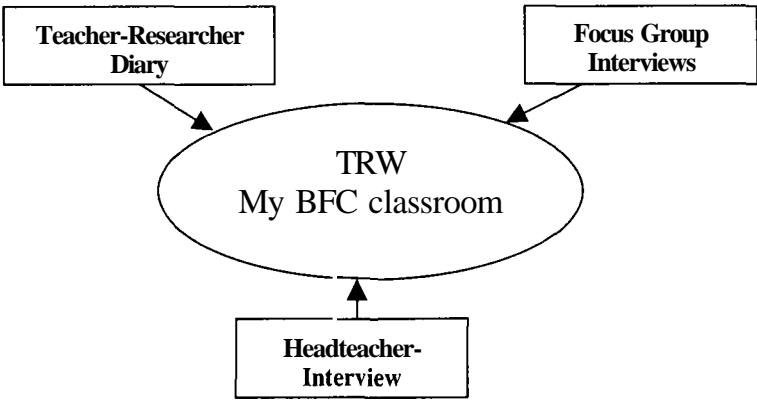 Teacher-Researcher
Diary
Focus Group
Interviews
TRW
My BFC classroom
Headteacher-
Interview